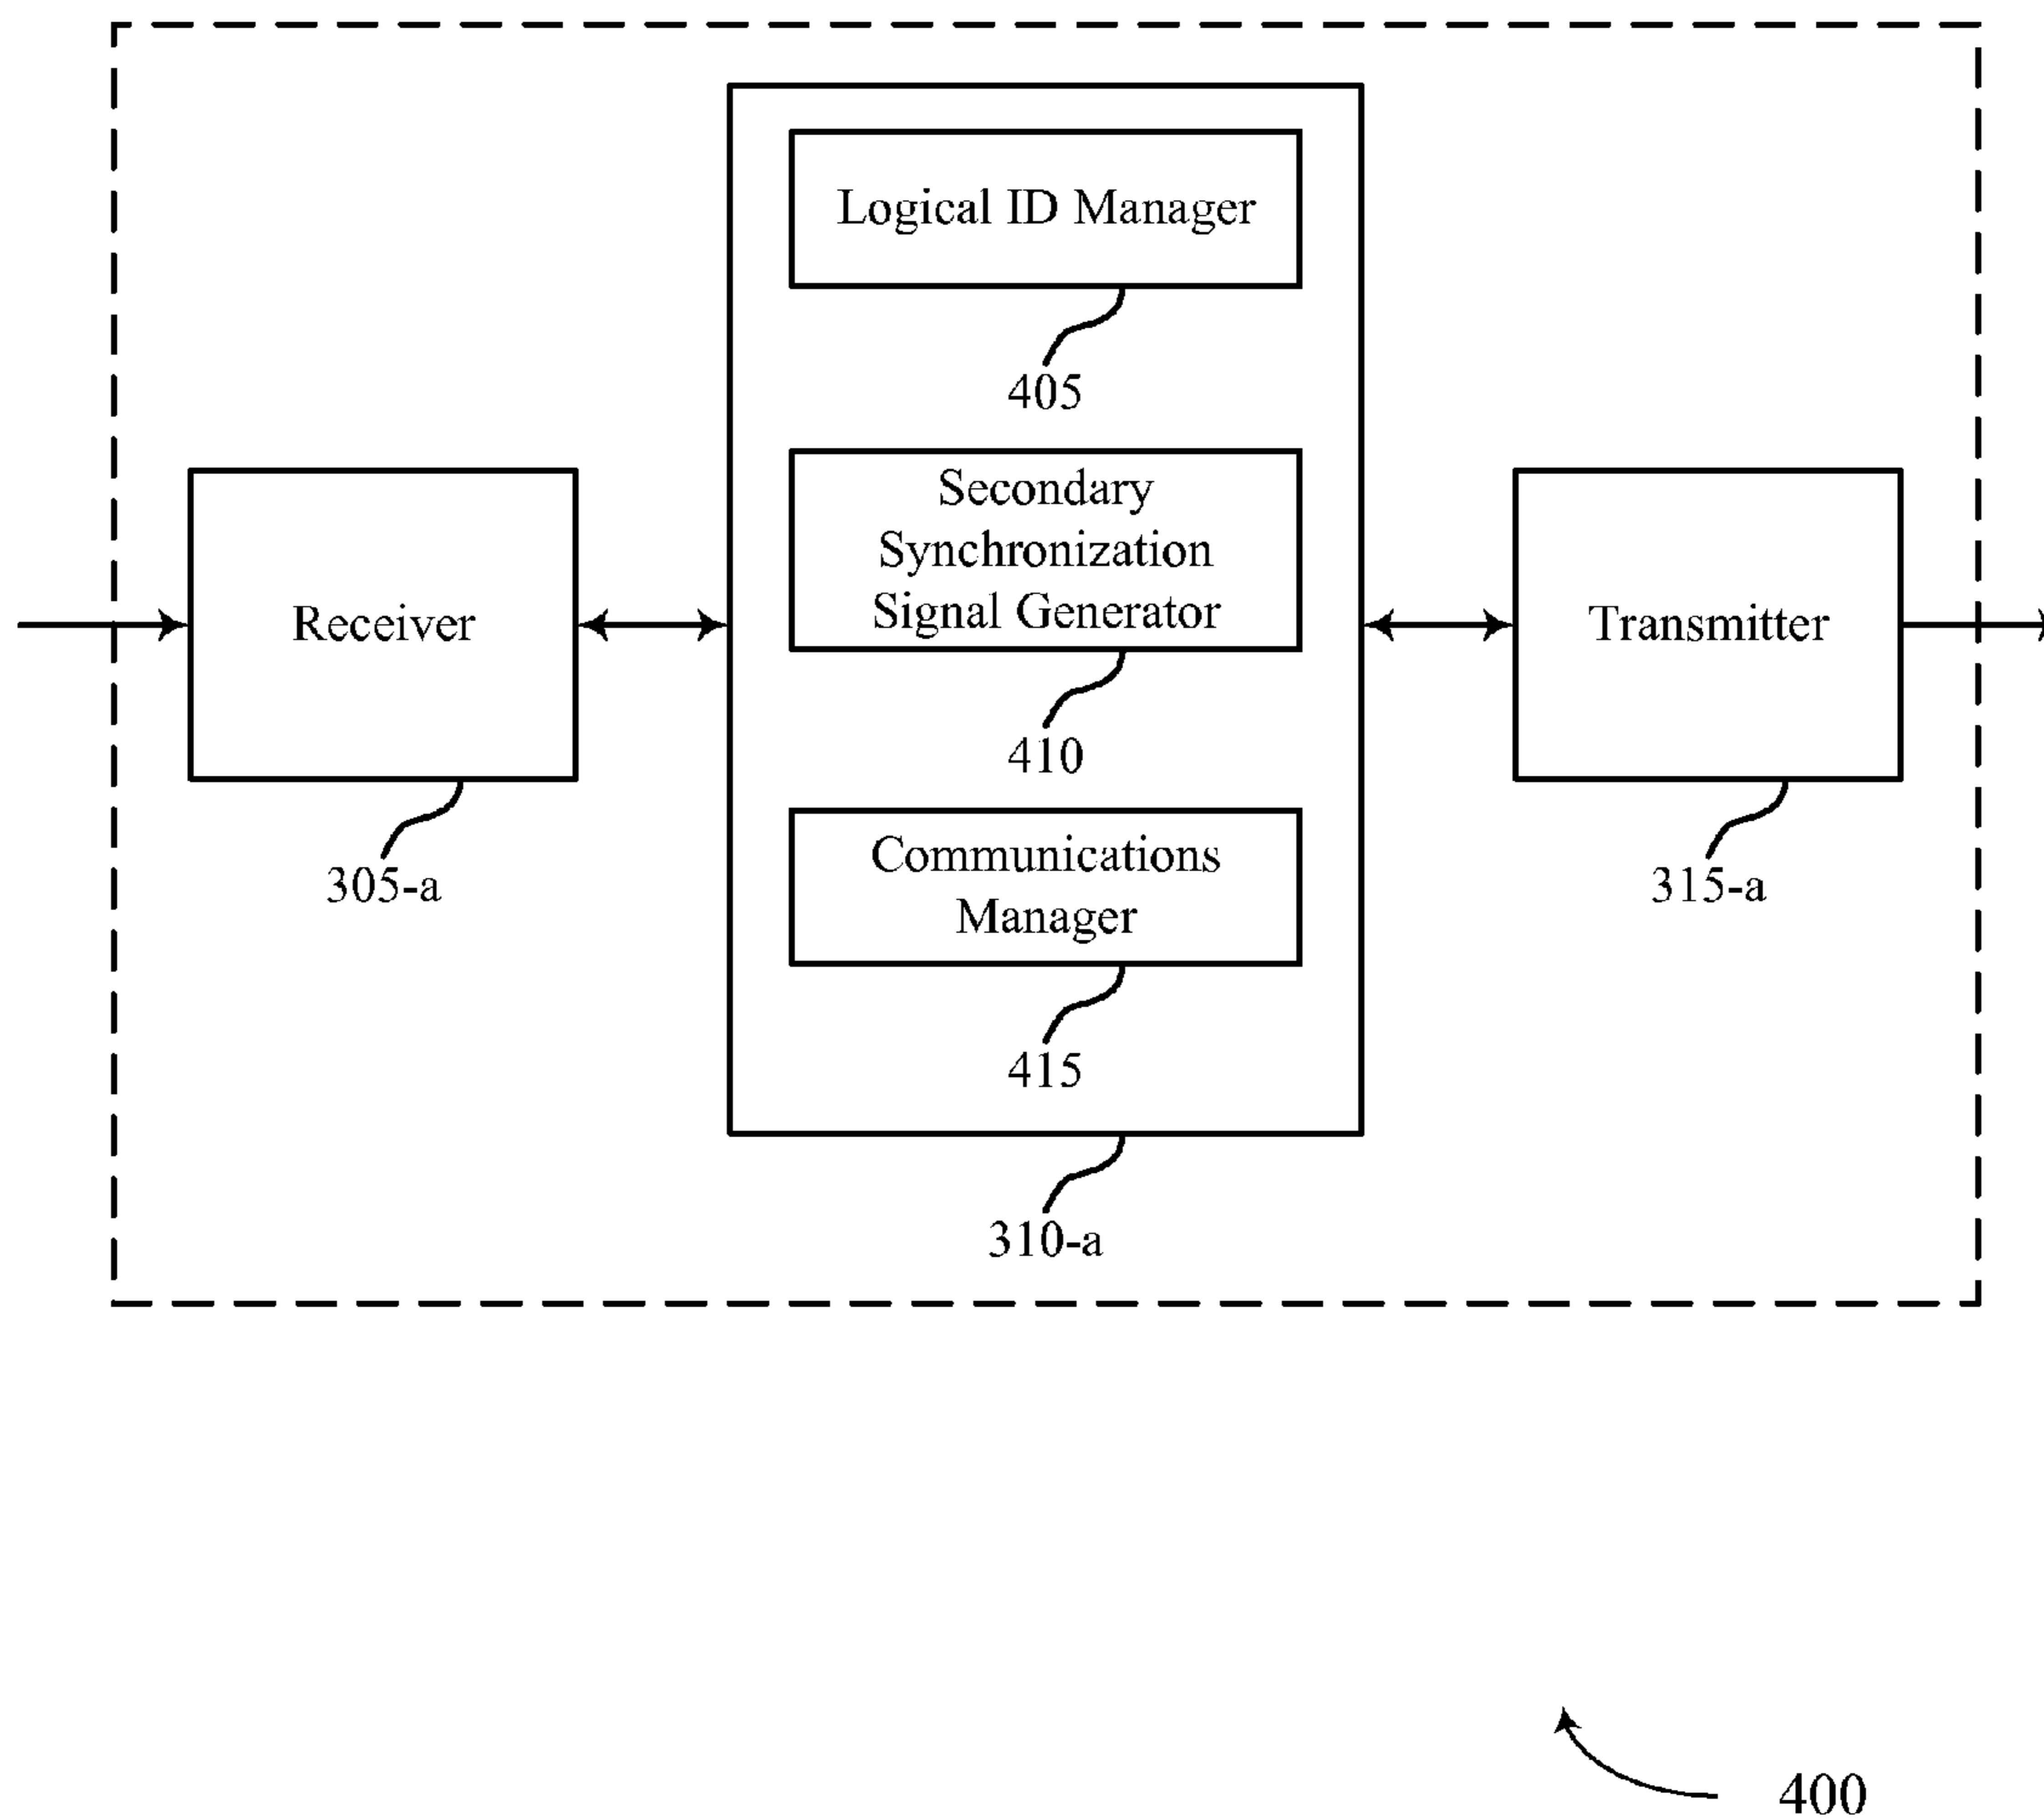 Logical ID Manager
405
Secondary
Synchronization
Signal Generator
410
Communications
Manager
415
310-a
Receiver
305-a
Transmitter
315-a
400